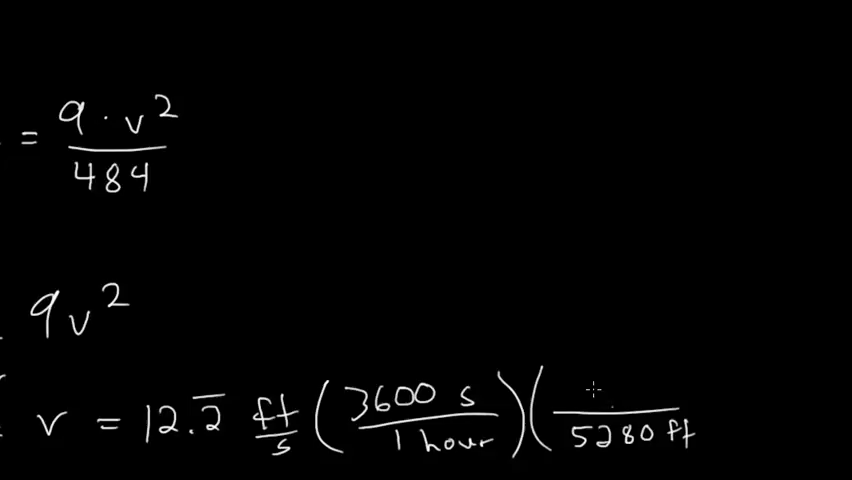 = 9 · v² / 484
9v²
v = 12.2̅ ft/s (3600 s / 1 hour) ( / 5280 ft